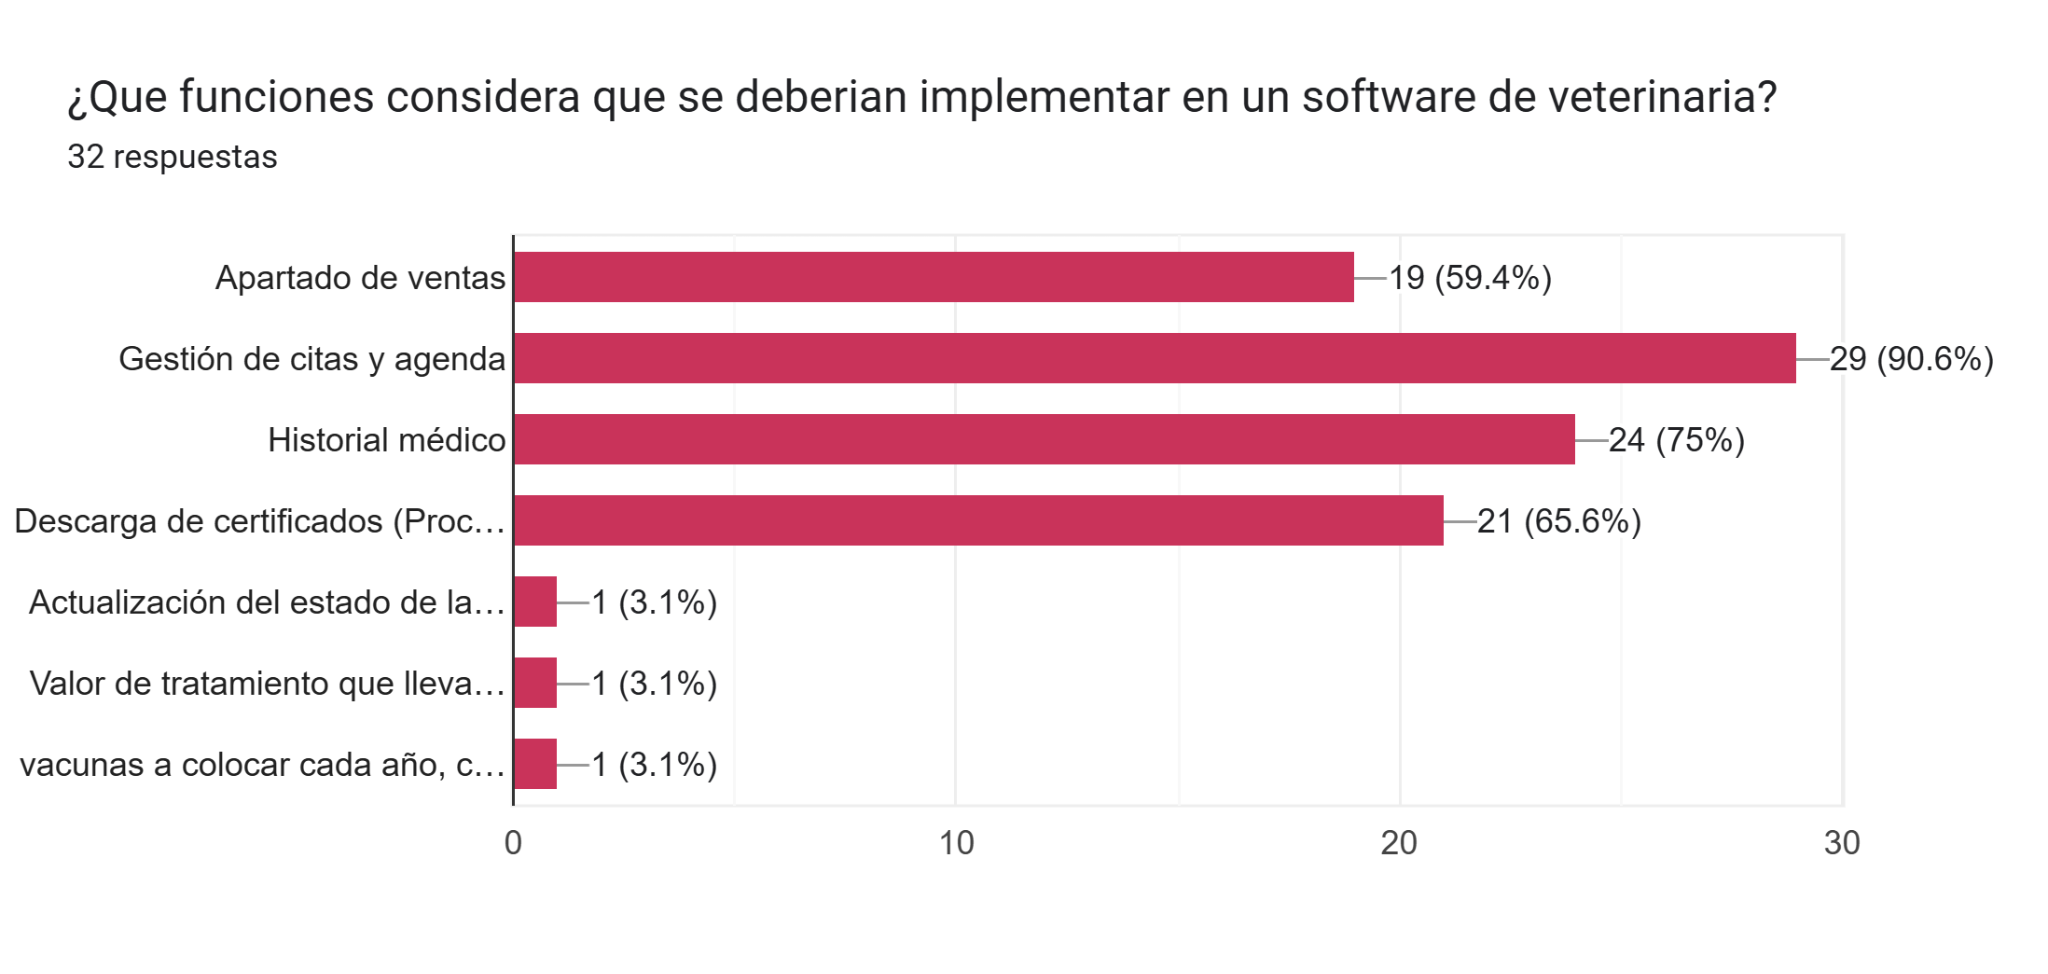 ¿Que funciones considera que se deberian implementar en un software de veterinaria?
32 respuestas
Apartado de ventas 19 (59.4%)
Gestión de citas y agenda 29 (90.6%)
Historial médico 24 (75%)
Descarga de certificados (Proc… 21 (65.6%)
Actualización del estado de la… 1 (3.1%)
Valor de tratamiento que lleva… 1 (3.1%)
vacunas a colocar cada año, c… 1 (3.1%)
0 10 20 30